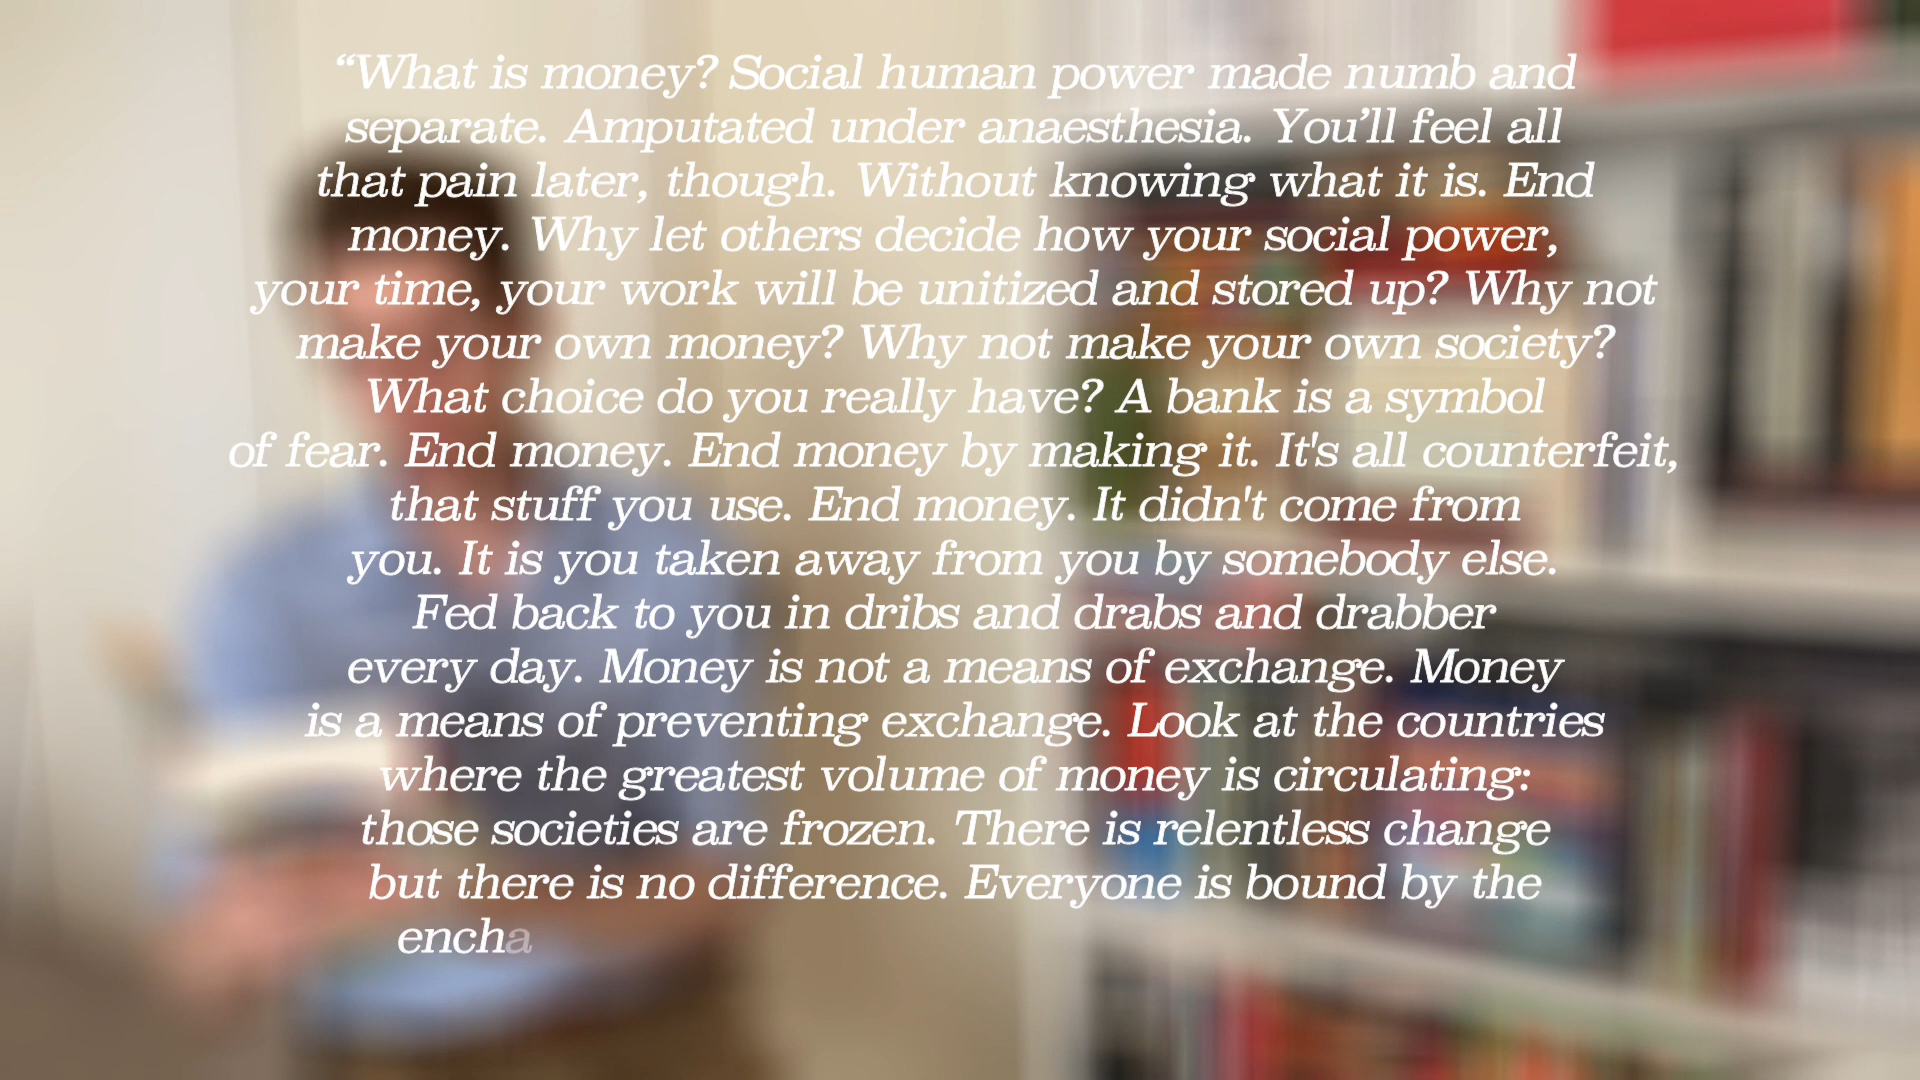 “What is money? Social human power made numb and
separate. Amputated under anaesthesia. You’ll feel all
that pain later, though. Without knowing what it is. End
money. Why let others decide how your social power,
your time, your work will be unitized and stored up? Why not
make your own money? Why not make your own society?
What choice do you really have? A bank is a symbol
of fear. End money. End money by making it. It's all counterfeit,
that stuff you use. End money. It didn't come from
you. It is you taken away from you by somebody else.
Fed back to you in dribs and drabs and drabber
every day. Money is not a means of exchange. Money
is a means of preventing exchange. Look at the countries
where the greatest volume of money is circulating:
those societies are frozen. There is relentless change
but there is no difference. Everyone is bound by the
encha